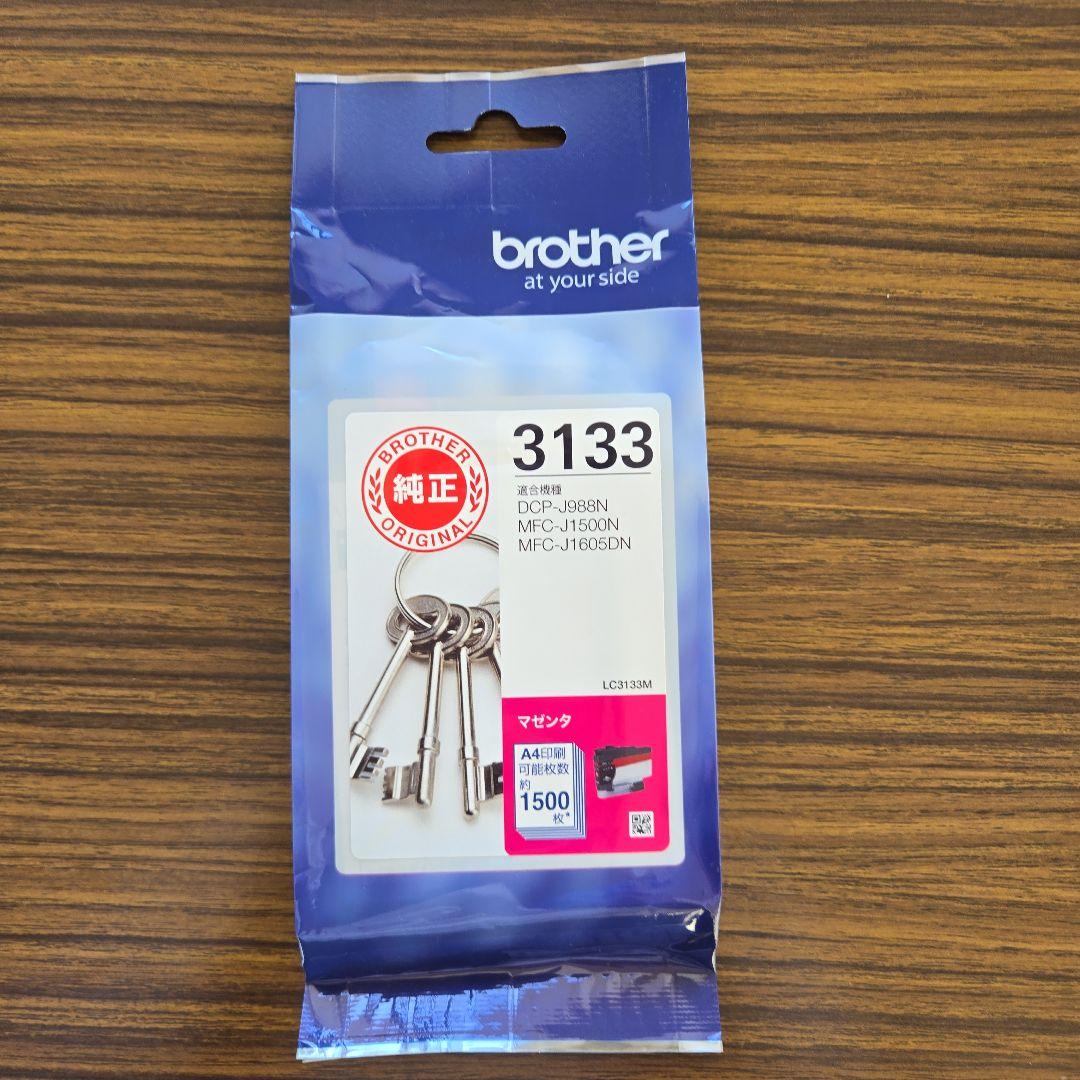 brother
at your side
BROTHER
純正
ORIGINAL
3133
適合機種
DCP-J988N
MFC-J1500N
MFC-J1605DN
LC3133M
マゼンタ
A4印刷
可能枚数
約
1500
枚*